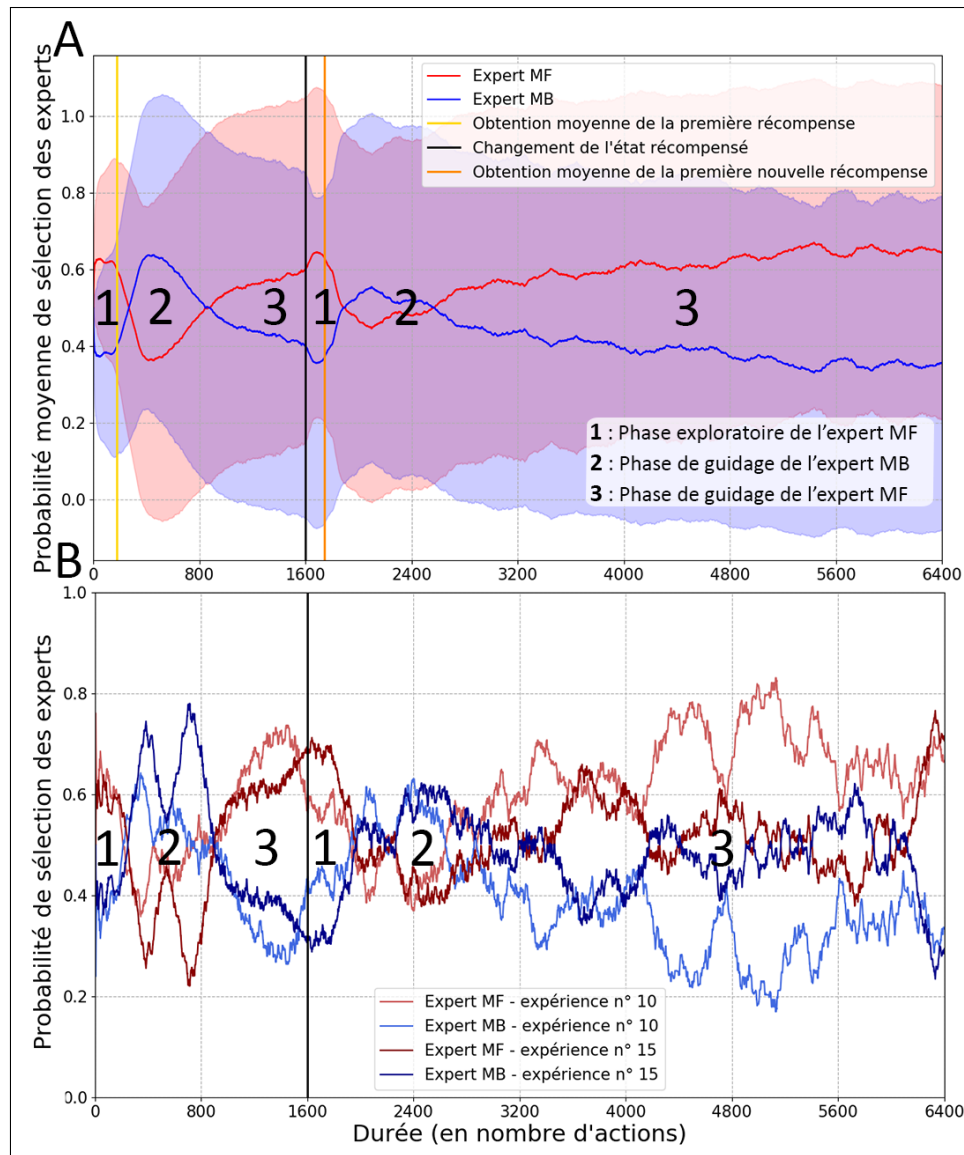 A
Probabilité moyenne de sélection des experts
1.0
0.8
0.6
0.4
0.2
0.0
Expert MF
Expert MB
Obtention moyenne de la première récompense
Changement de l'état récompensé
Obtention moyenne de la première nouvelle récompense
1 2 3 1 2 3
1 : Phase exploratoire de l'expert MF
2 : Phase de guidage de l'expert MB
3 : Phase de guidage de l'expert MF
0 800 1600 2400 3200 4000 4800 5600 6400
B
Probabilité de sélection des experts
1.0
0.8
0.6
0.4
0.2
0.0
1 2 3 1 2 3
Expert MF - expérience n° 10
Expert MB - expérience n° 10
Expert MF - expérience n° 15
Expert MB - expérience n° 15
0 800 1600 2400 3200 4000 4800 5600 6400
Durée (en nombre d'actions)